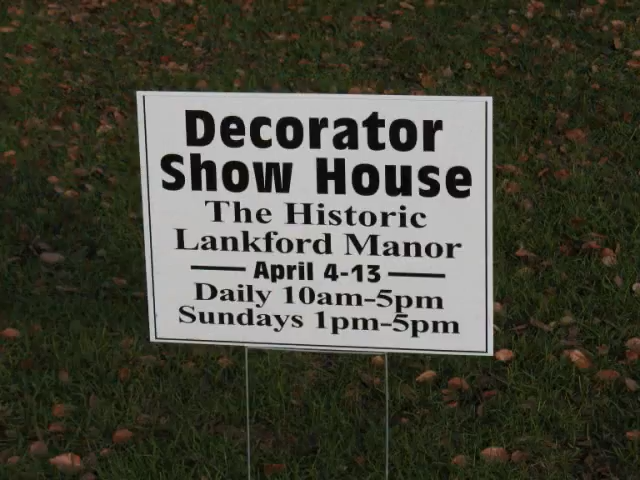 Decorator
Show House
The Historic
Lankford Manor
April 4-13
Daily 10am-5pm
Sundays 1pm-5pm